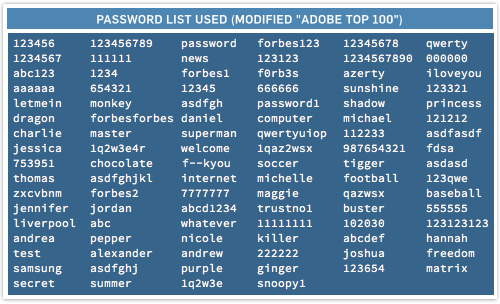 PASSWORD LIST USED (MODIFIED "ADOBE TOP 100")
123456 123456789 password forbes123 12345678 qwerty
1234567 111111 news 123123 1234567890 000000
abc123 1234 forbes1 f0rb3s azerty iloveyou
aaaaaa 654321 12345 666666 sunshine 123321
letmein monkey asdfgh password1 shadow princess
dragon forbesforbes daniel computer michael 121212
charlie master superman qwertyuiop 112233 asdfasdf
jessica 1q2w3e4r welcome 1qaz2wsx 987654321 fdsa
753951 chocolate f--kyou soccer tigger asdasd
thomas asdfghjkl internet michelle football 123qwe
zxcvbnm forbes2 7777777 maggie qazwsx baseball
jennifer jordan abcd1234 trustno1 buster 555555
liverpool abc whatever 11111111 102030 123123123
andrea pepper nicole killer abcdef hannah
test alexander andrew 222222 joshua freedom
samsung asdfghj purple ginger 123654 matrix
secret summer 1q2w3e snoopy1